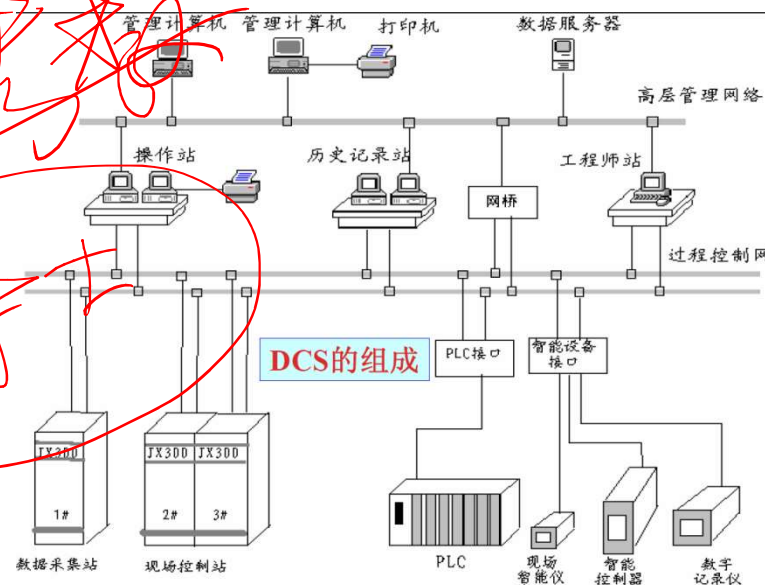 管理计算机 管理计算机 打印机 数据服务器
高层管理网络
操作站 历史记录站 工程师站
网桥
过程控制网
DCS的组成
PLC接口 智能设备接口
JX300 JX300 JX300
1# 2# 3#
数据采集站 现场控制站 PLC 现场智能仪 智能控制器 数字记录仪